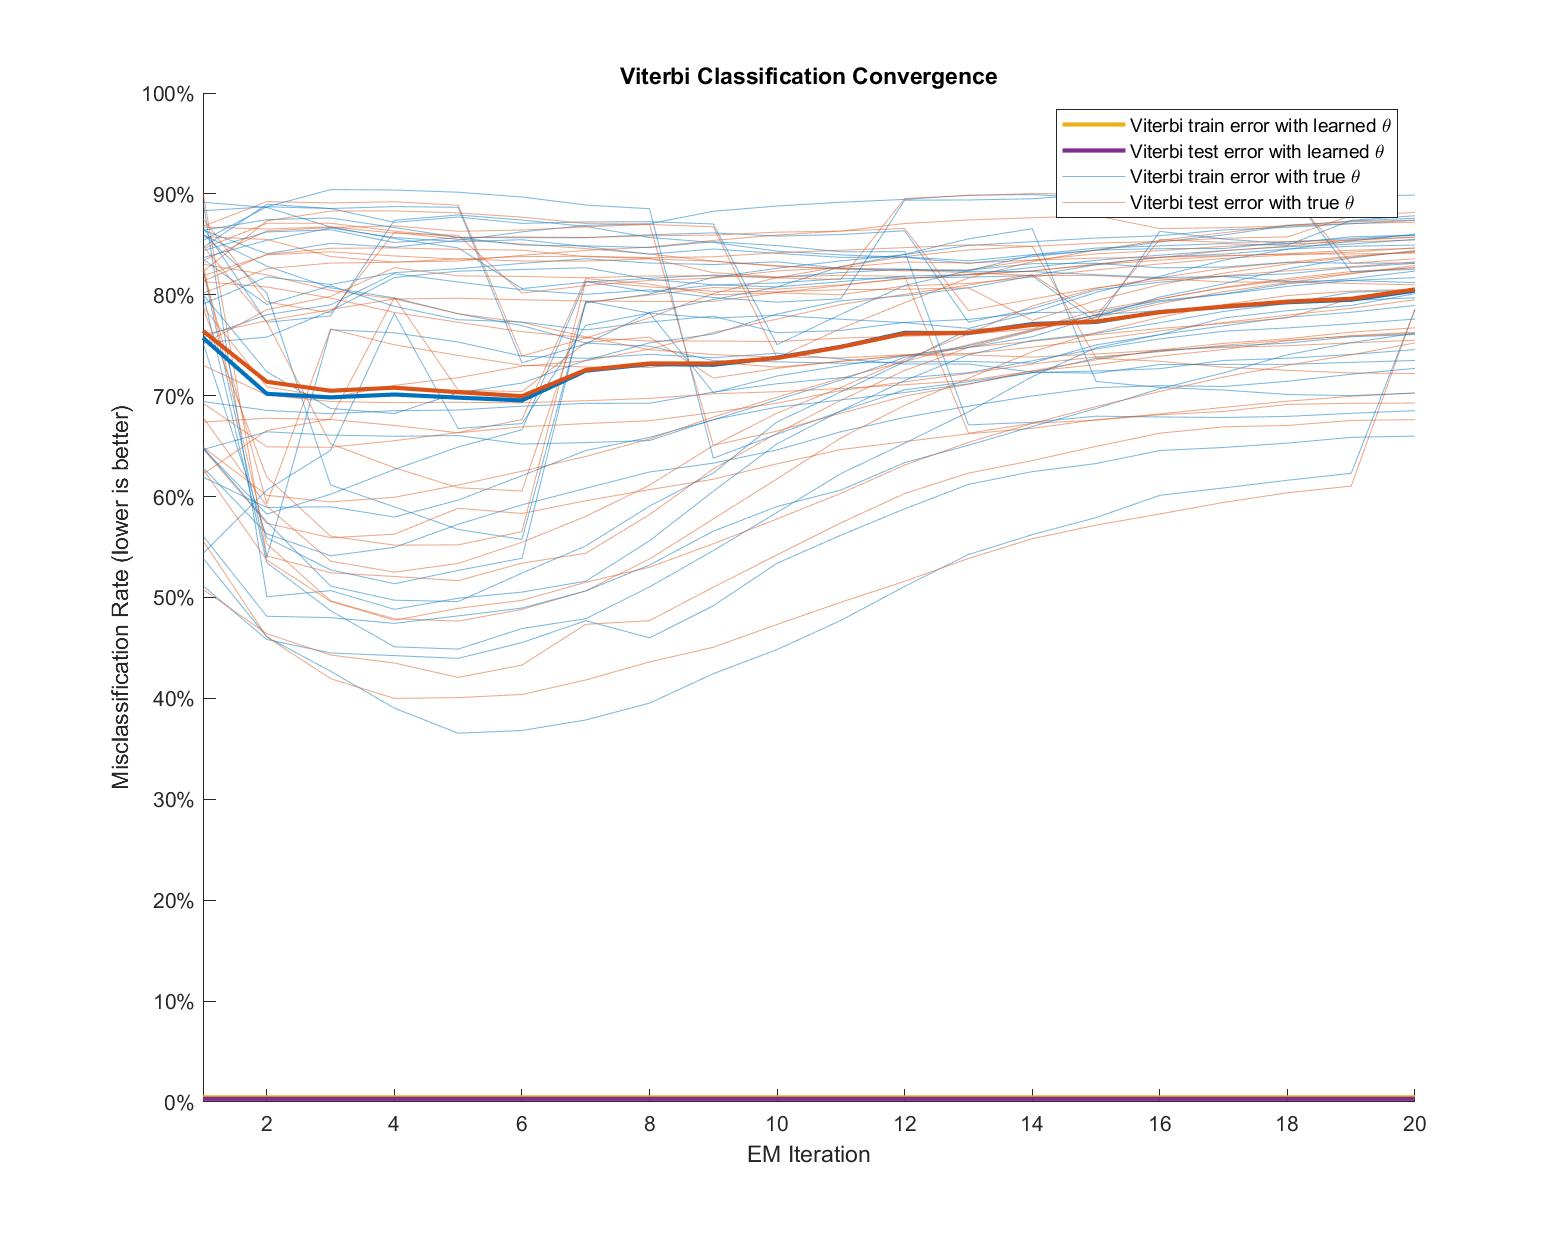 Viterbi Classification Convergence
100%
90%
80%
70%
60%
50%
40%
30%
20%
10%
0%
Misclassification Rate (lower is better)
Viterbi train error with learned θ
Viterbi test error with learned θ
Viterbi train error with true θ
Viterbi test error with true θ
2 4 6 8 10 12 14 16 18 20
EM Iteration